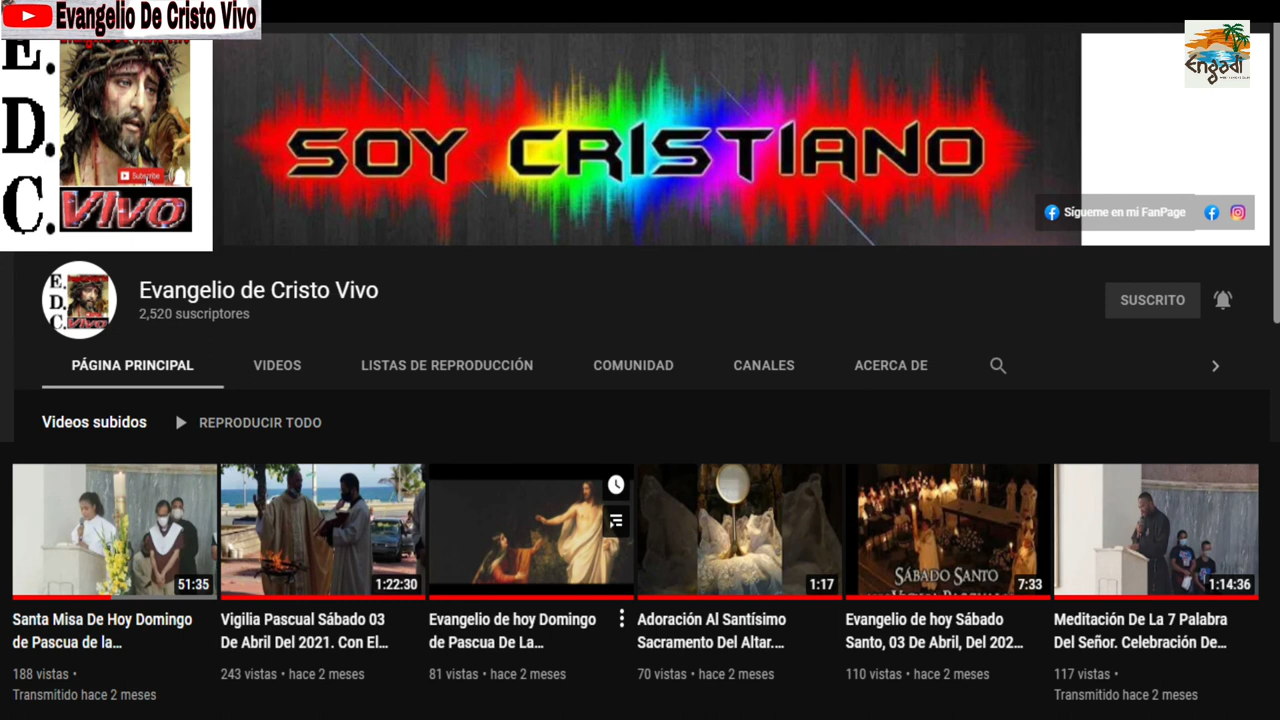 Evangelio De Cristo Vivo
E.
D.
C.
Subscribe
Vivo
SOY CRISTIANO
Engadi
Sígueme en mi FanPage
E.
D.
C.
Vivo
Evangelio de Cristo Vivo
2,520 suscriptores
SUSCRITO
PÁGINA PRINCIPAL VIDEOS LISTAS DE REPRODUCCIÓN COMUNIDAD CANALES ACERCA DE
Videos subidos REPRODUCIR TODO
SÁBADO SANTO
51:35 1:22:30 1:17 7:33 1:14:36
Santa Misa De Hoy Domingo
de Pascua de la...
188 vistas •
Transmitido hace 2 meses
Vigilia Pascual Sábado 03
De Abril Del 2021. Con El...
243 vistas • hace 2 meses
Evangelio de hoy Domingo
de Pascua De La...
81 vistas • hace 2 meses
Adoración Al Santísimo
Sacramento Del Altar....
70 vistas • hace 2 meses
Evangelio de hoy Sábado
Santo, 03 De Abril, Del 202...
110 vistas • hace 2 meses
Meditación De La 7 Palabra
Del Señor. Celebración De...
117 vistas •
Transmitido hace 2 meses